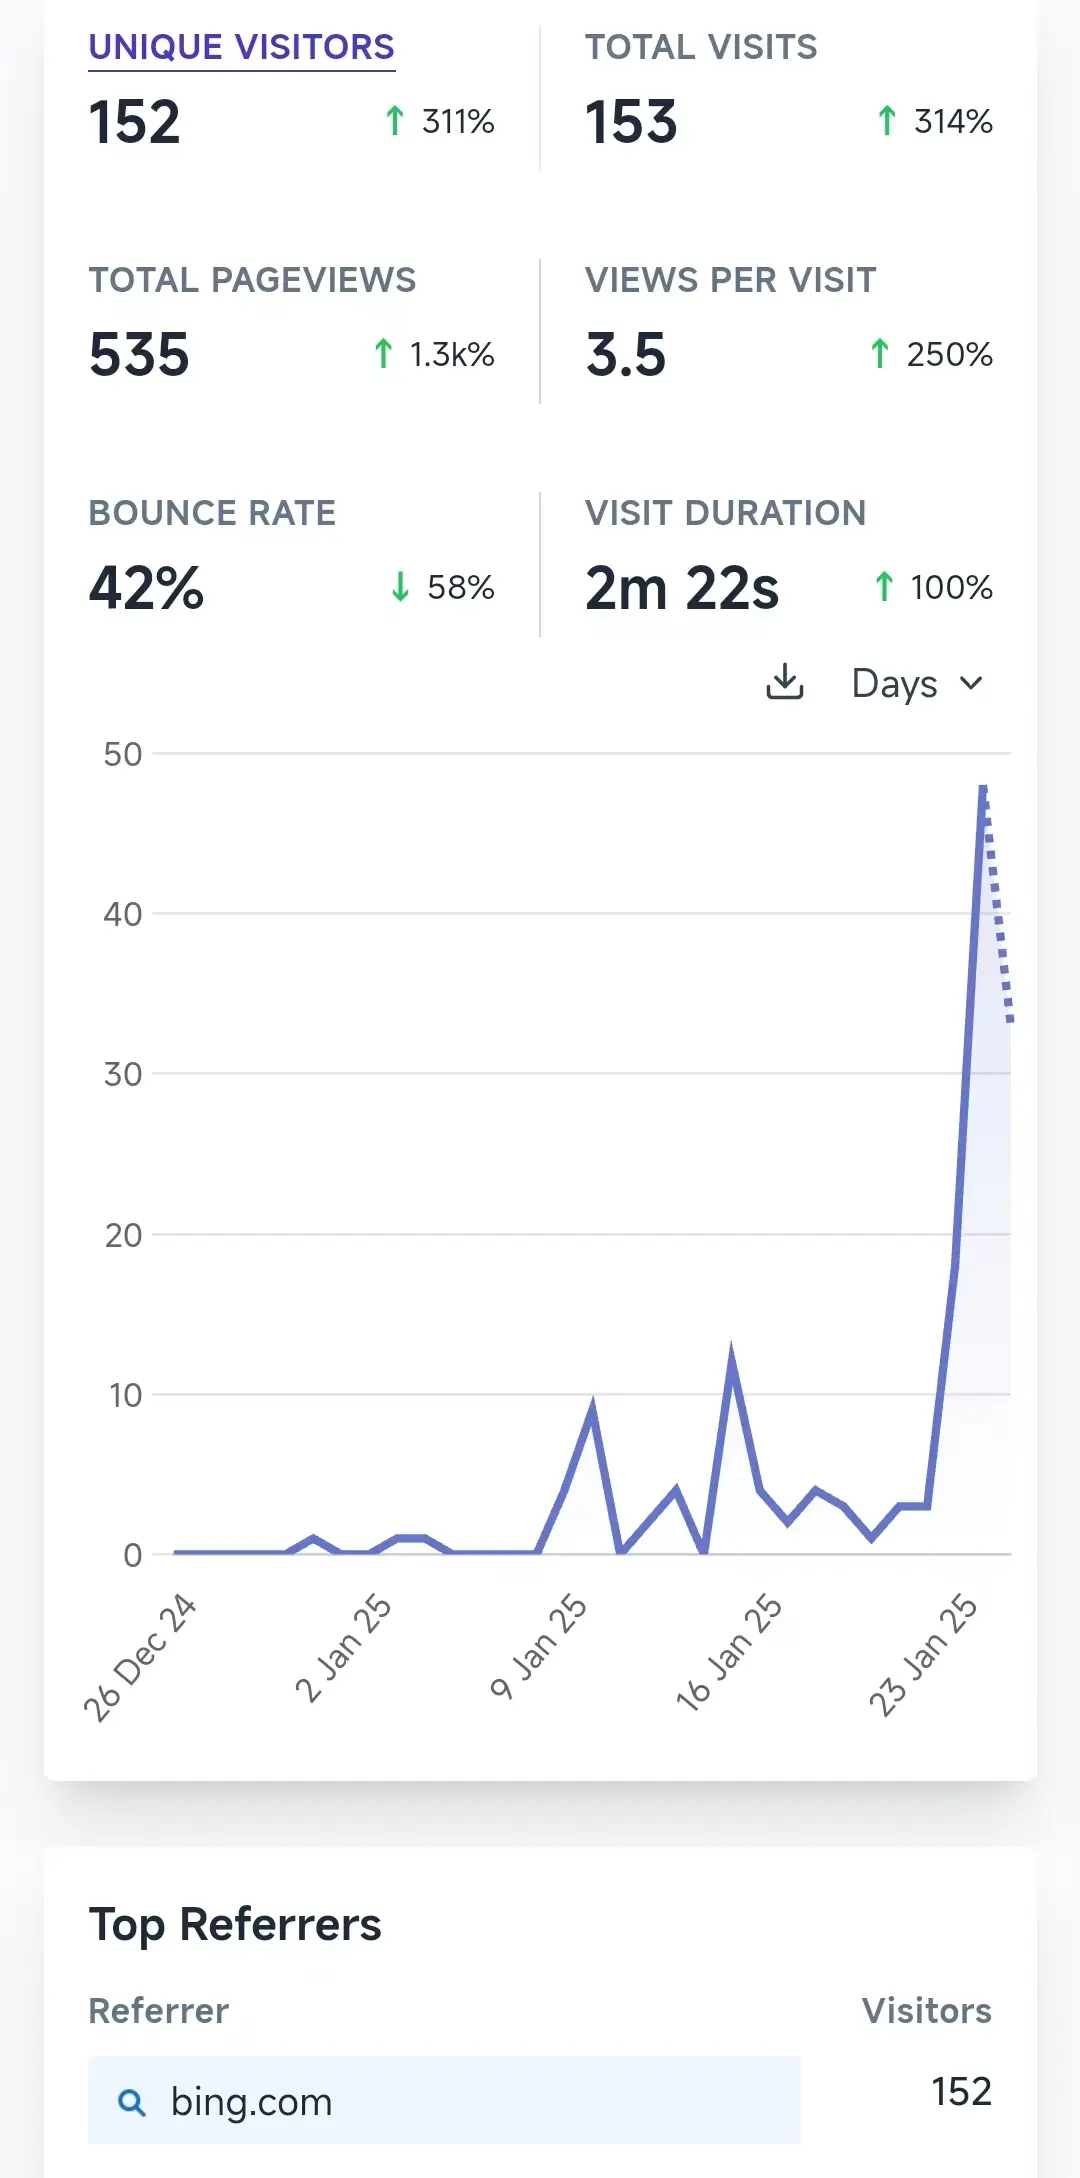 UNIQUE VISITORS
152 ↑ 311%
TOTAL VISITS
153 ↑ 314%
TOTAL PAGEVIEWS
535 ↑ 1.3k%
VIEWS PER VISIT
3.5 ↑ 250%
BOUNCE RATE
42% ↓ 58%
VISIT DURATION
2m 22s ↑ 100%
Days
50
40
30
20
10
0
26 Dec 24
2 Jan 25
9 Jan 25
16 Jan 25
23 Jan 25
Top Referrers
Referrer Visitors
bing.com 152